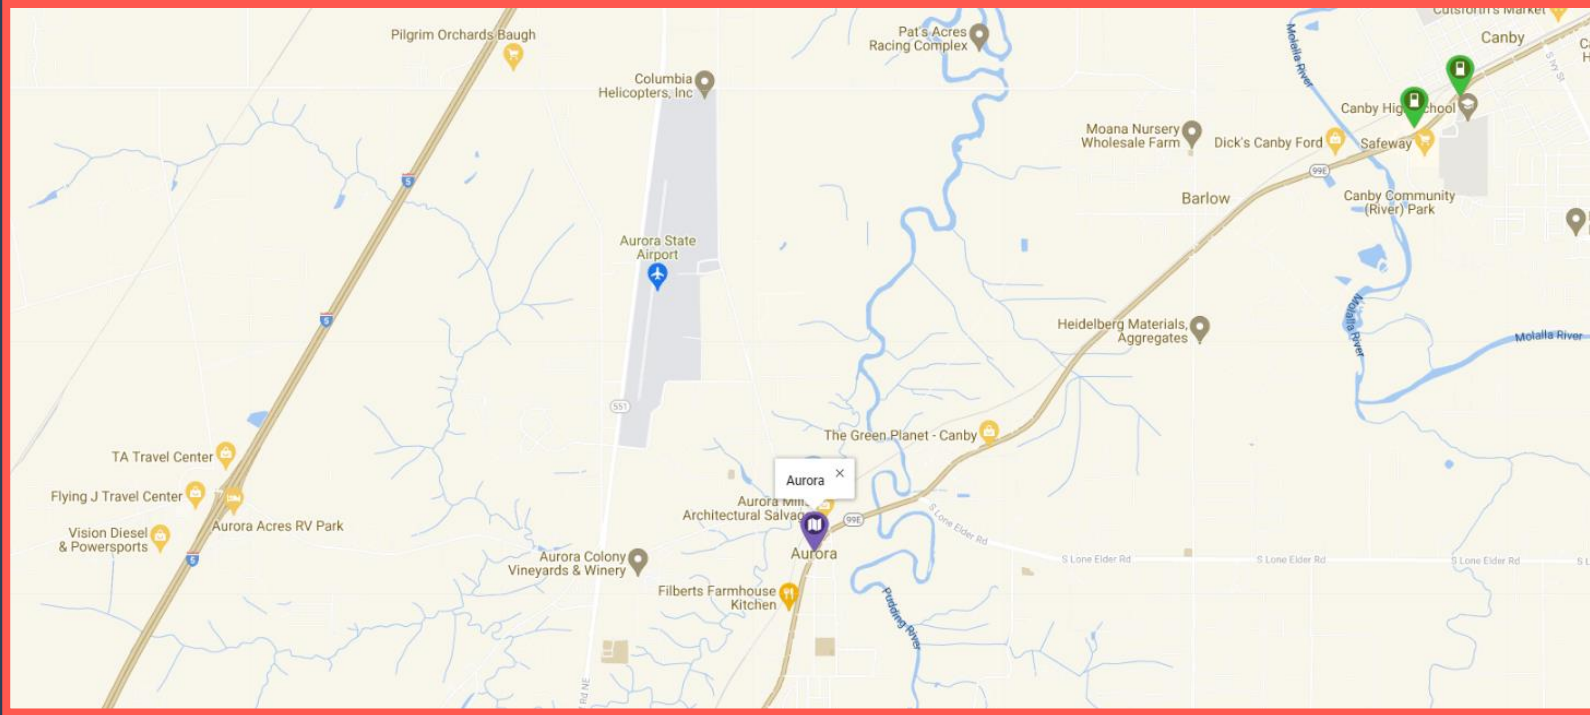 Cutsforth's Market
Canby
Pilgrim Orchards Baugh
Pat's Acres
Racing Complex
Molalla River
S Ivy St
Columbia
Helicopters, Inc
Canby High School
Moana Nursery
Wholesale Farm
Dick's Canby Ford
Safeway
99E
5
Barlow
Canby Community
(River) Park
Aurora State
Airport
5
Molalla River
Heidelberg Materials,
Aggregates
Molalla River
551
The Green Planet - Canby
TA Travel Center
Aurora ×
Flying J Travel Center
Aurora Mills
Architectural Salvage
99E
Aurora Acres RV Park
Vision Diesel
& Powersports
S Lone Elder Rd
Aurora
5
Aurora Colony
Vineyards & Winery
S Lone Elder Rd
S Lone Elder Rd
S Lone Elder Rd
Filberts Farmhouse
Kitchen
Pudding River
Rd NE